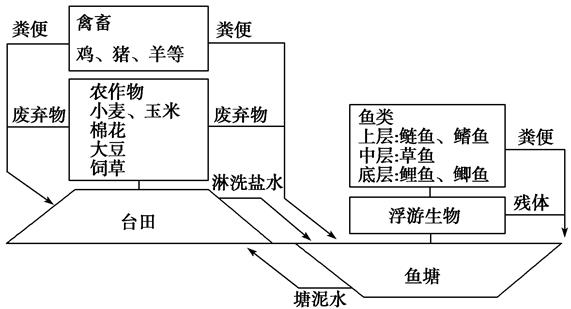 粪便
禽畜
鸡、猪、羊等
粪便
废弃物
农作物
小麦、玉米
棉花
大豆
饲草
废弃物
淋洗盐水
台田
鱼类
上层:鲢鱼、鳍鱼
中层:草鱼
底层:鲤鱼、鲫鱼
粪便
浮游生物
残体
鱼塘
塘泥水